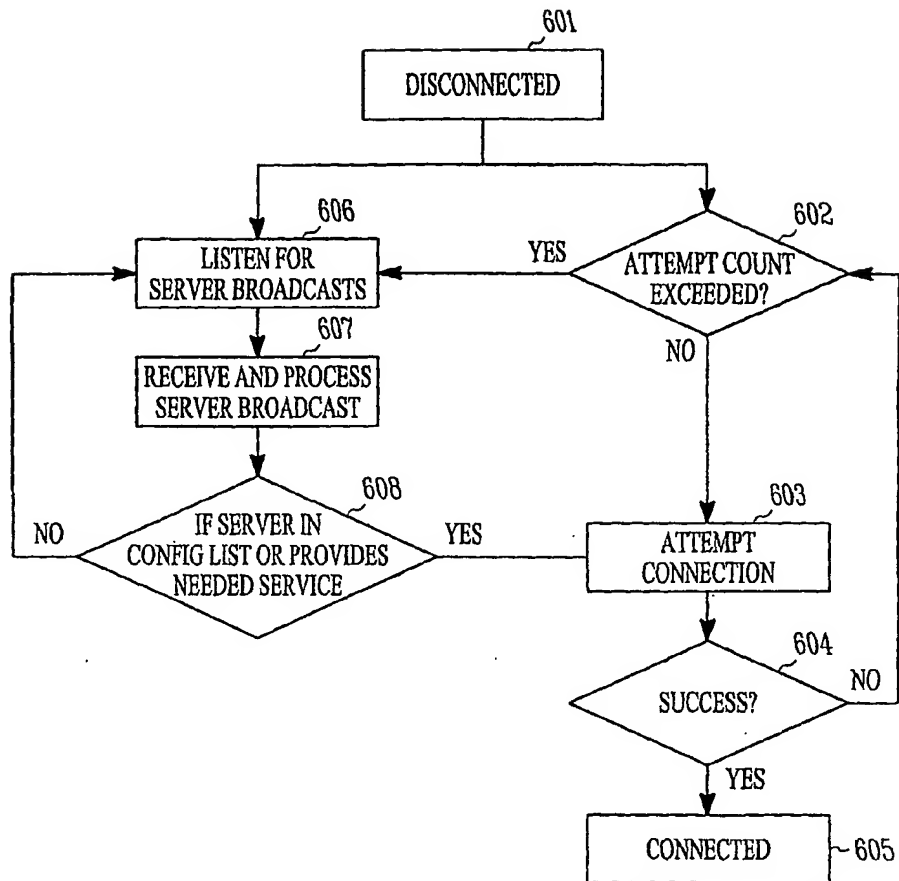 601
DISCONNECTED
606
LISTEN FOR
SERVER BROADCASTS
YES
602
ATTEMPT COUNT
EXCEEDED?
NO
607
RECEIVE AND PROCESS
SERVER BROADCAST
608
IF SERVER IN
CONFIG LIST OR PROVIDES
NEEDED SERVICE
NO
YES
603
ATTEMPT
CONNECTION
604
SUCCESS?
NO
YES
CONNECTED
605